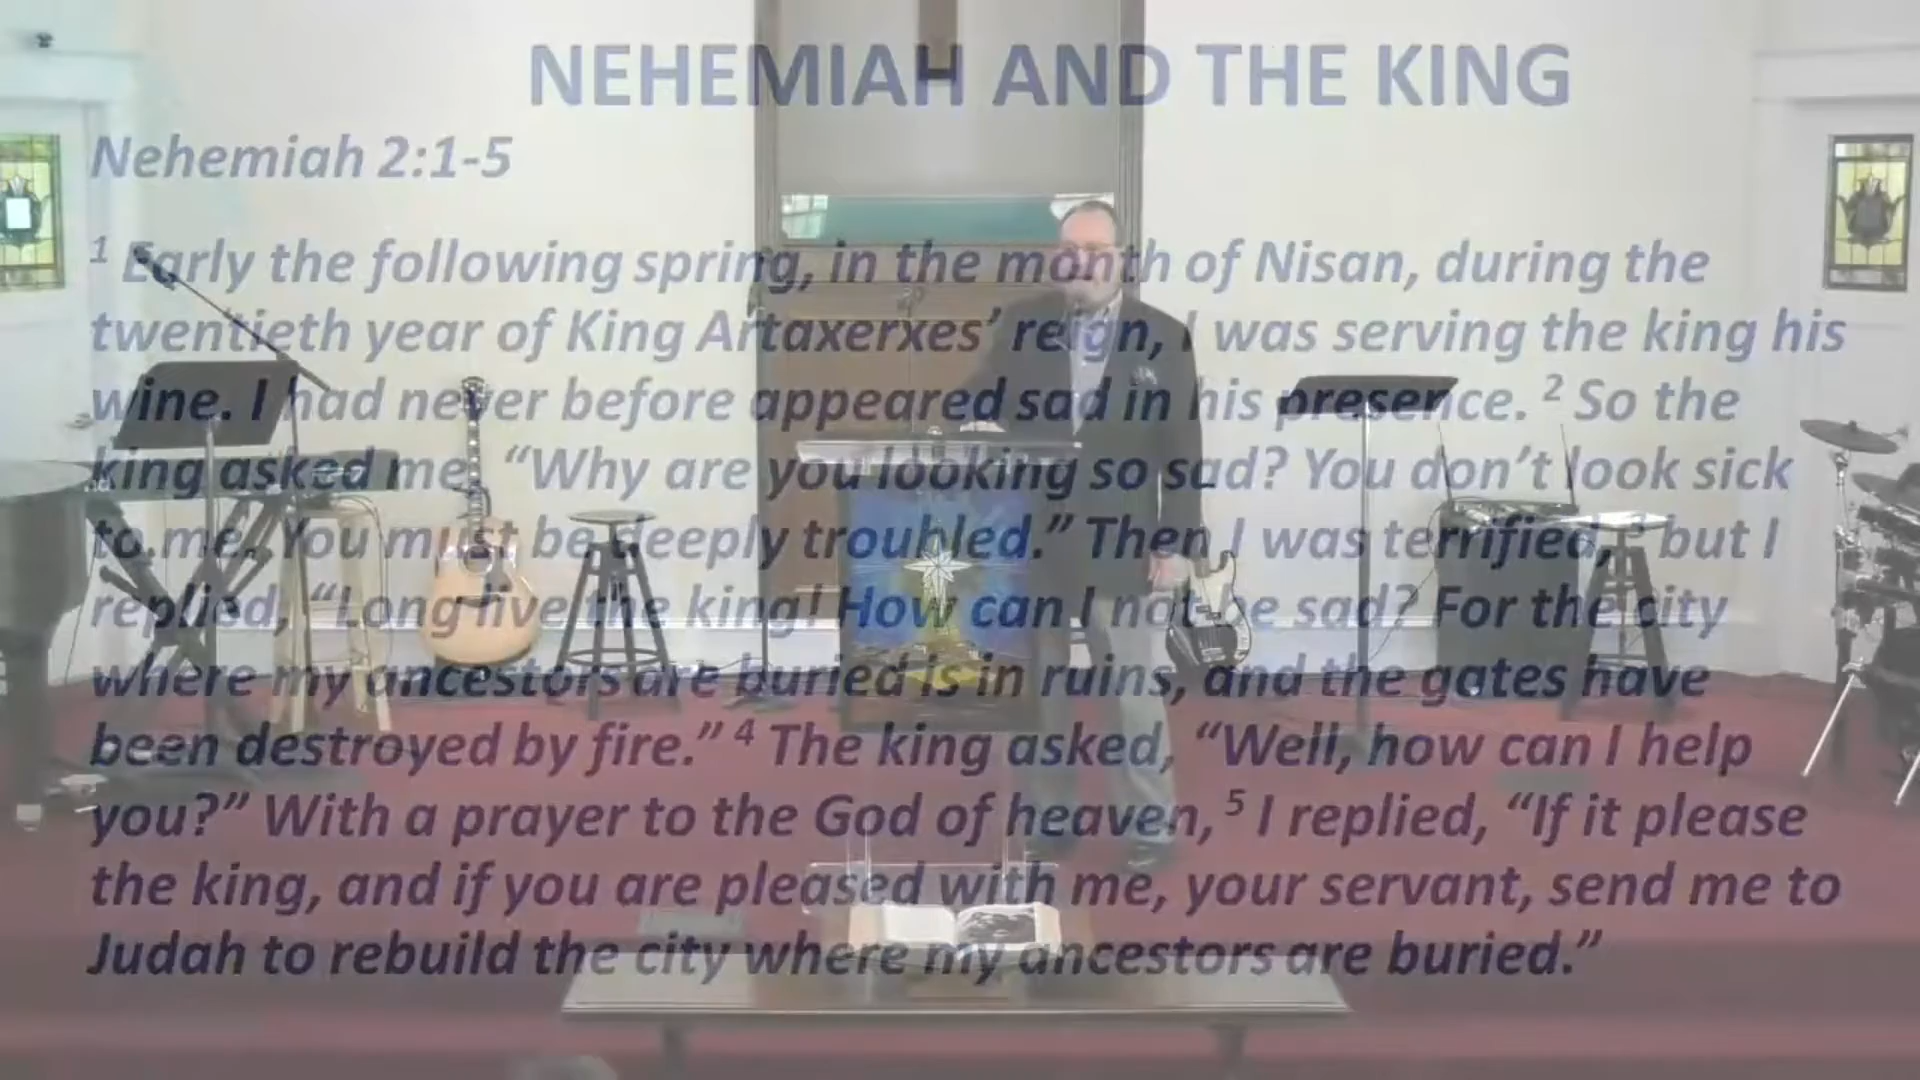 NEHEMIAH AND THE KING
Nehemiah 2:1-5
1 Early the following spring, in the month of Nisan, during the
twentieth year of King Artaxerxes’ reign, I was serving the king his
wine. I had never before appeared sad in his presence. 2 So the
king asked me, “Why are you looking so sad? You don’t look sick
to me. You must be deeply troubled.” Then I was terrified, 3 but I
replied, “Long live the king! How can I not be sad? For the city
where my ancestors are buried is in ruins, and the gates have
been destroyed by fire.” 4 The king asked, “Well, how can I help
you?” With a prayer to the God of heaven, 5 I replied, “If it please
the king, and if you are pleased with me, your servant, send me to
Judah to rebuild the city where my ancestors are buried.”